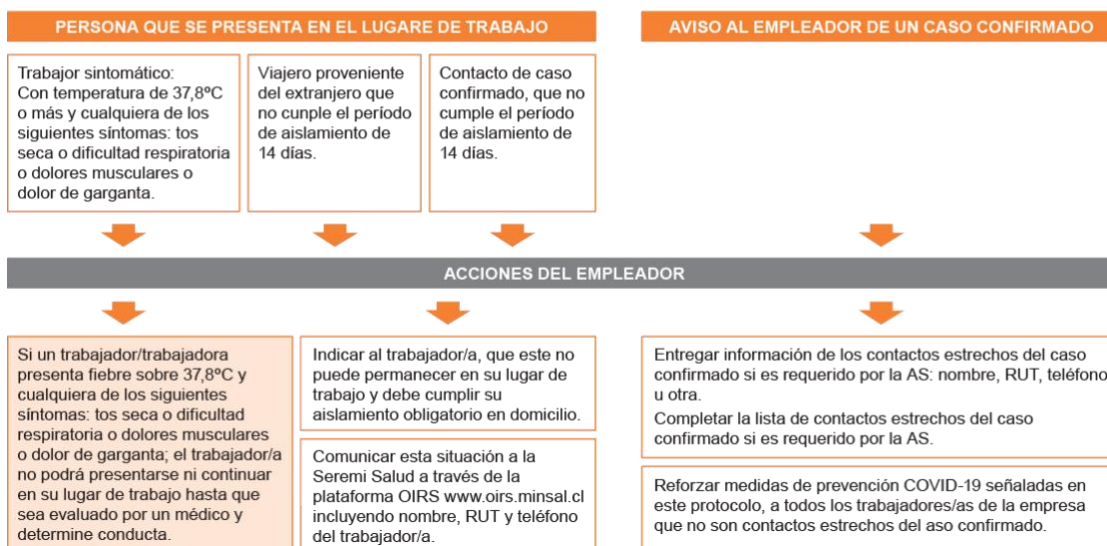 PERSONA QUE SE PRESENTA EN EL LUGARE DE TRABAJO
AVISO AL EMPLEADOR DE UN CASO CONFIRMADO
Trabajor sintomático:
Con temperatura de 37,8ºC
o más y cualquiera de los
siguientes síntomas: tos
seca o dificultad respiratoria
o dolores musculares o
dolor de garganta.
Viajero proveniente
del extranjero que
no cunple el período
de aislamiento de
14 días.
Contacto de caso
confirmado, que no
cumple el período
de aislamiento de
14 días.
ACCIONES DEL EMPLEADOR
Si un trabajador/trabajadora
presenta fiebre sobre 37,8ºC y
cualquiera de los siguientes
síntomas: tos seca o dificultad
respiratoria o dolores musculares
o dolor de garganta; el trabajador/a
no podrá presentarse ni continuar
en su lugar de trabajo hasta que
sea evaluado por un médico y
determine conducta.
Indicar al trabajador/a, que este no
puede permanecer en su lugar de
trabajo y debe cumplir su
aislamiento obligatorio en domicilio.
Comunicar esta situación a la
Seremi Salud a través de la
plataforma OIRS www.oirs.minsal.cl
incluyendo nombre, RUT y teléfono
del trabajador/a.
Entregar información de los contactos estrechos del caso
confirmado si es requerido por la AS: nombre, RUT, teléfono
u otra.
Completar la lista de contactos estrechos del caso
confirmado si es requerido por la AS.
Reforzar medidas de prevención COVID-19 señaladas en
este protocolo, a todos los trabajadores/as de la empresa
que no son contactos estrechos del aso confirmado.